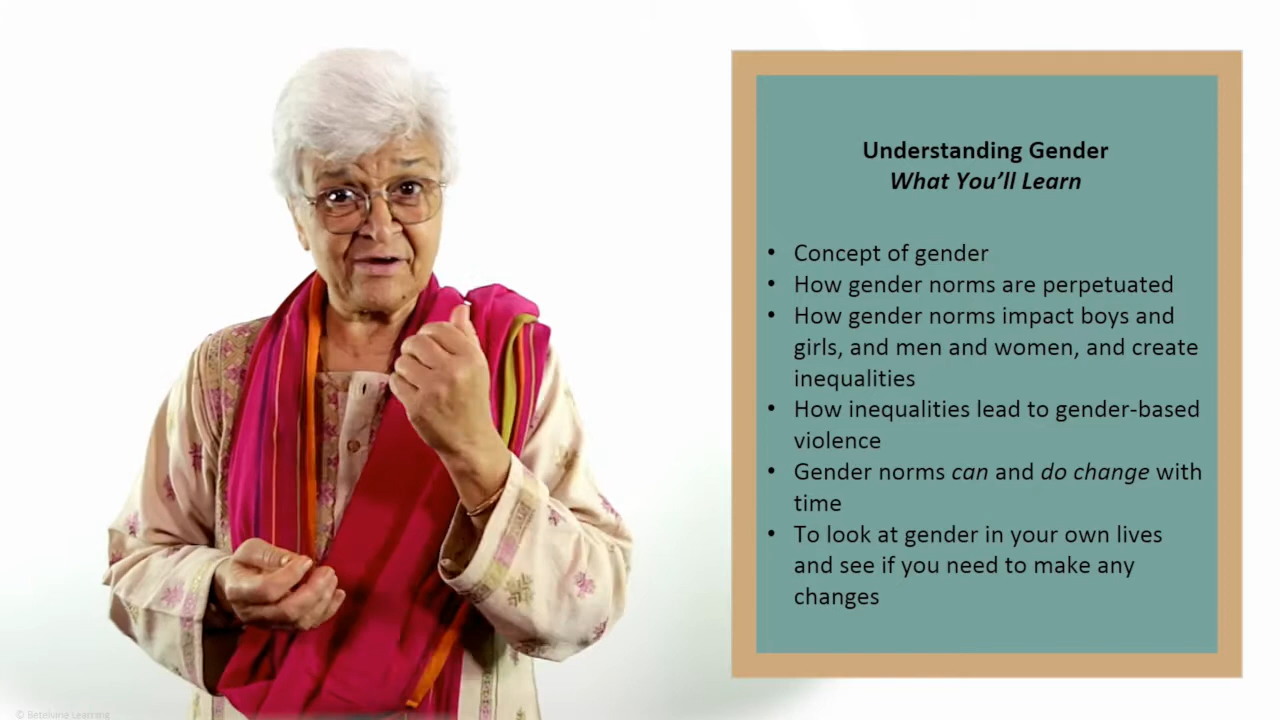 Understanding Gender
What You'll Learn
• Concept of gender
• How gender norms are perpetuated
• How gender norms impact boys and
girls, and men and women, and create
inequalities
• How inequalities lead to gender-based
violence
• Gender norms can and do change with
time
• To look at gender in your own lives
and see if you need to make any
changes
© Betelvine Learning